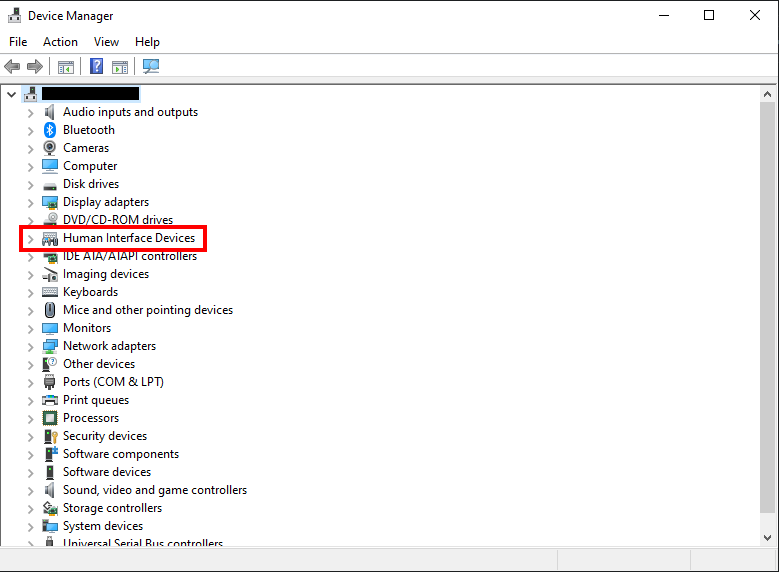 Device Manager
File Action View Help
Audio inputs and outputs
Bluetooth
Cameras
Computer
Disk drives
Display adapters
DVD/CD-ROM drives
Human Interface Devices
IDE ATA/ATAPI controllers
Imaging devices
Keyboards
Mice and other pointing devices
Monitors
Network adapters
Other devices
Ports (COM & LPT)
Print queues
Processors
Security devices
Software components
Software devices
Sound, video and game controllers
Storage controllers
System devices
Universal Serial Bus controllers